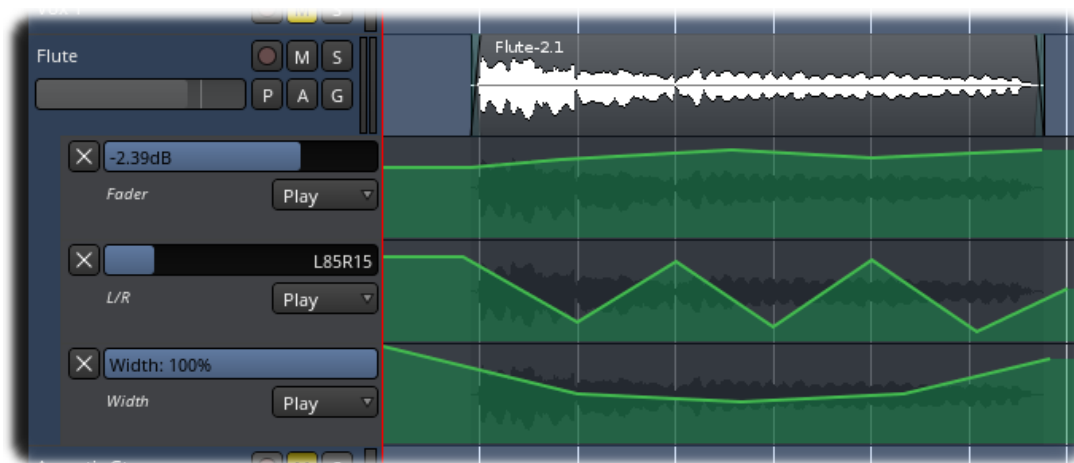 Flute
M S
P A G
Flute-2.1
-2.39dB
Fader
Play
L85R15
L/R
Play
Width: 100%
Width
Play